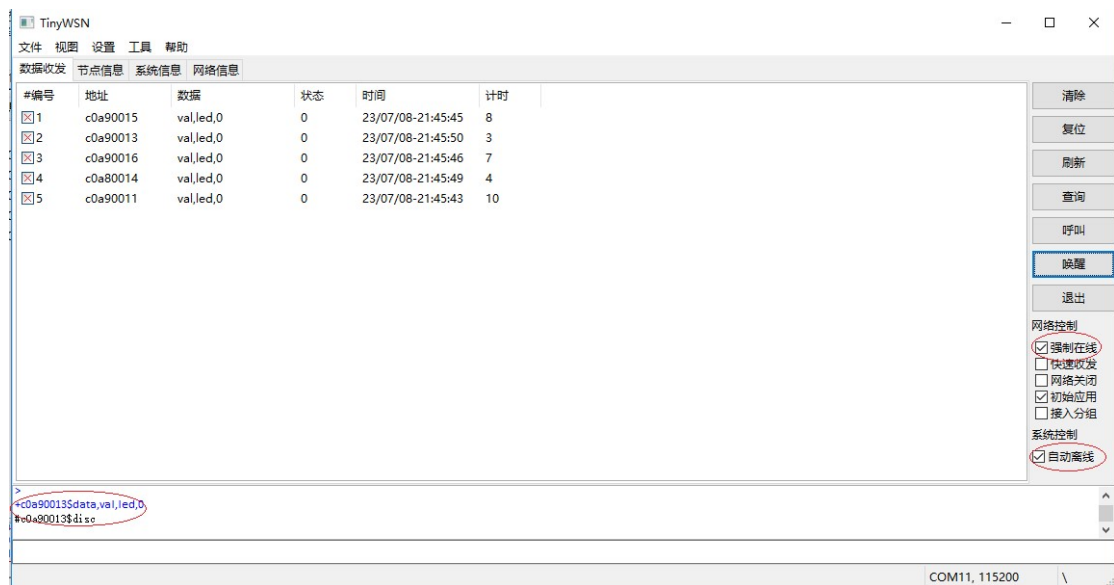 TinyWSN
文件 视图 设置 工具 帮助
数据收发 节点信息 系统信息 网络信息
#编号 地址 数据 状态 时间 计时
1 c0a90015 val,led,0 0 23/07/08-21:45:45 8
2 c0a90013 val,led,0 0 23/07/08-21:45:50 3
3 c0a90016 val,led,0 0 23/07/08-21:45:46 7
4 c0a80014 val,led,0 0 23/07/08-21:45:49 4
5 c0a90011 val,led,0 0 23/07/08-21:45:43 10
清除
复位
刷新
查询
呼叫
唤醒
退出
网络控制
强制在线
快速收发
网络关闭
初始应用
接入分组
系统控制
自动离线
>
+c0a90013$data,val,led,0
#c0a90013$disc
COM11, 115200 \